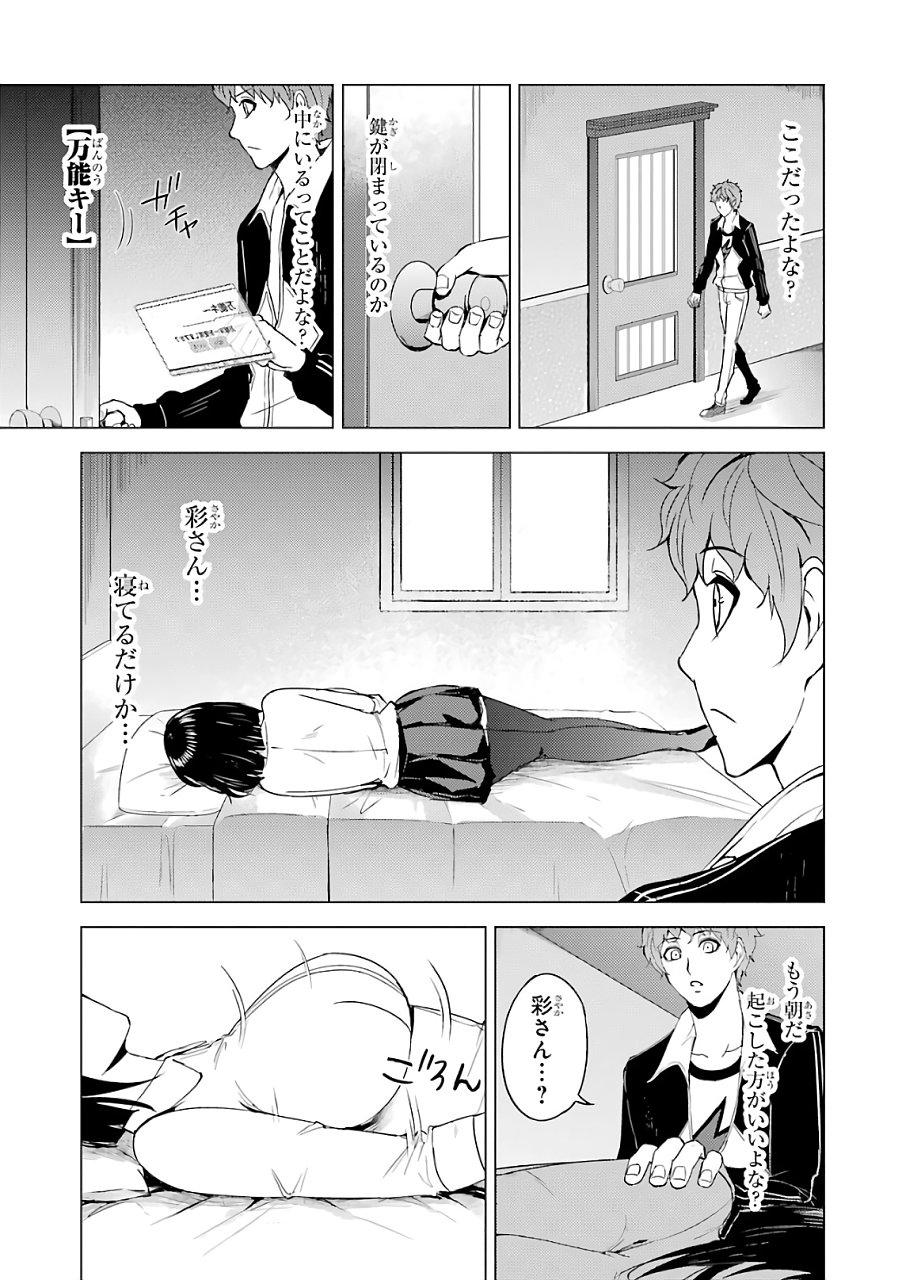 ここだったよな?
鍵が閉まっているのか
中にいるってことだよな?
ガチャ
【万能キー】
彩さん…
寝てるだけか…
もう朝だ
起こした方がいいよな?
彩さん…?
ごろん